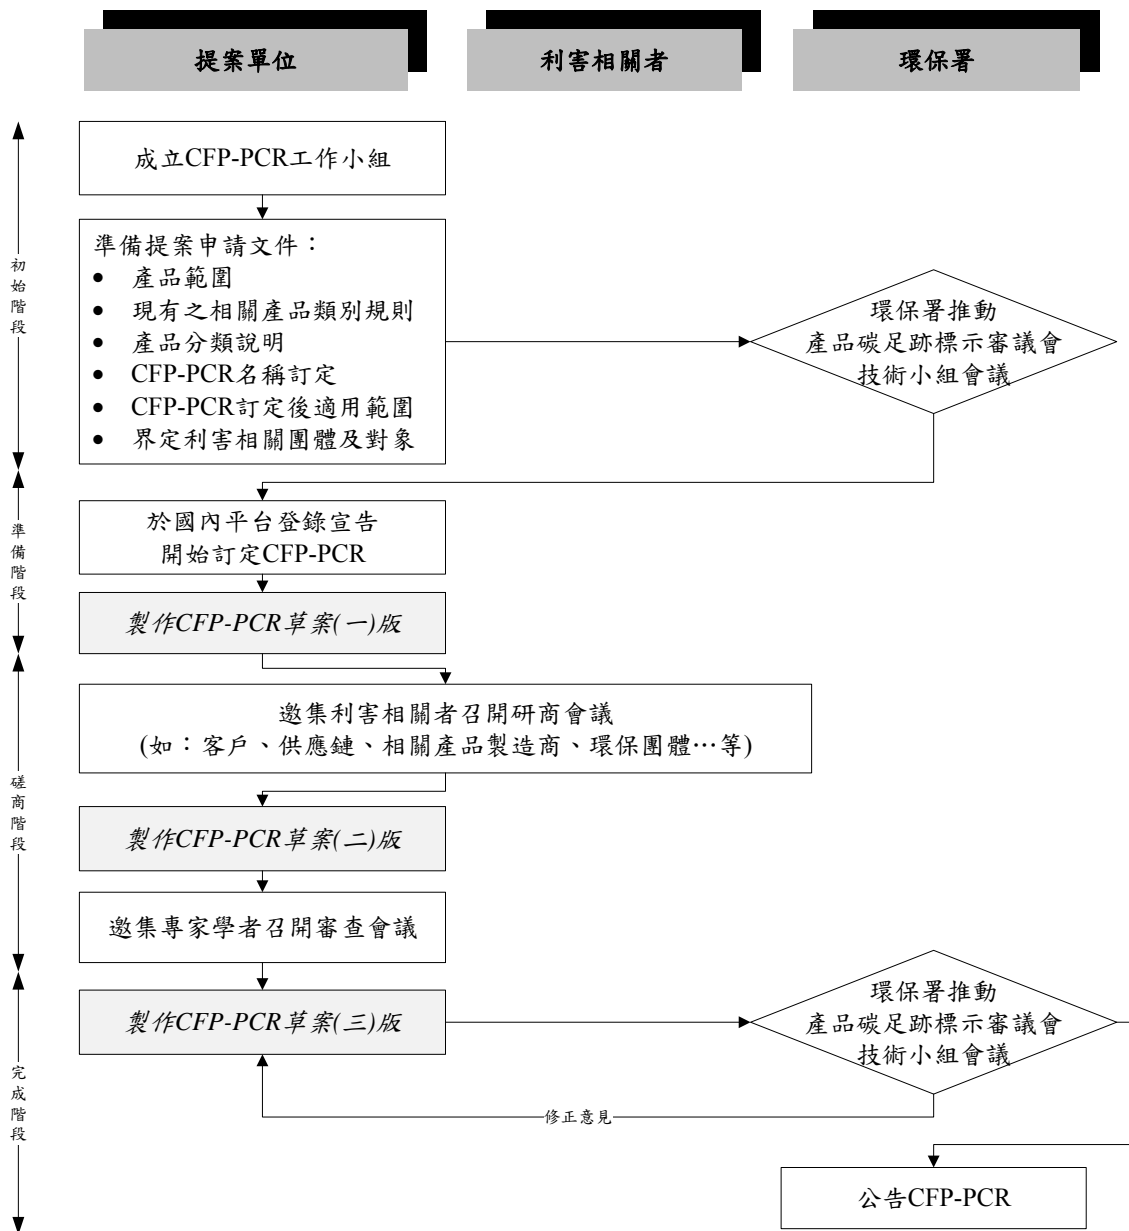 提案單位
利害相關者
環保署
初始階段
成立CFP-PCR工作小組
準備提案申請文件：
• 產品範圍
• 現有之相關產品類別規則
• 產品分類說明
• CFP-PCR名稱訂定
• CFP-PCR訂定後適用範圍
• 界定利害相關團體及對象
環保署推動
產品碳足跡標示審議會
技術小組會議
準備階段
於國內平台登錄宣告
開始訂定CFP-PCR
製作CFP-PCR草案(一)版
磋商階段
邀集利害相關者召開研商會議
(如：客戶、供應鏈、相關產品製造商、環保團體…等)
製作CFP-PCR草案(二)版
邀集專家學者召開審查會議
完成階段
製作CFP-PCR草案(三)版
環保署推動
產品碳足跡標示審議會
技術小組會議
修正意見
公告CFP-PCR